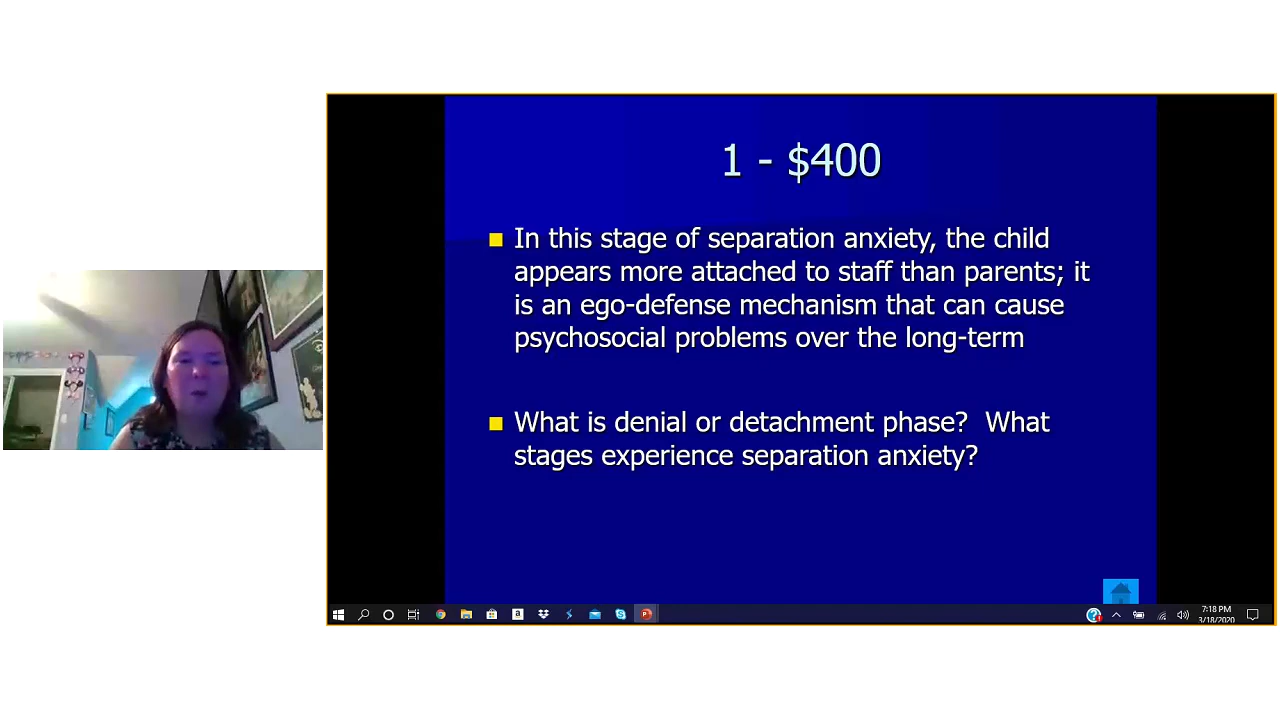 1 - $400
In this stage of separation anxiety, the child
appears more attached to staff than parents; it
is an ego-defense mechanism that can cause
psychosocial problems over the long-term
What is denial or detachment phase?  What
stages experience separation anxiety?
7:18 PM
3/18/2020